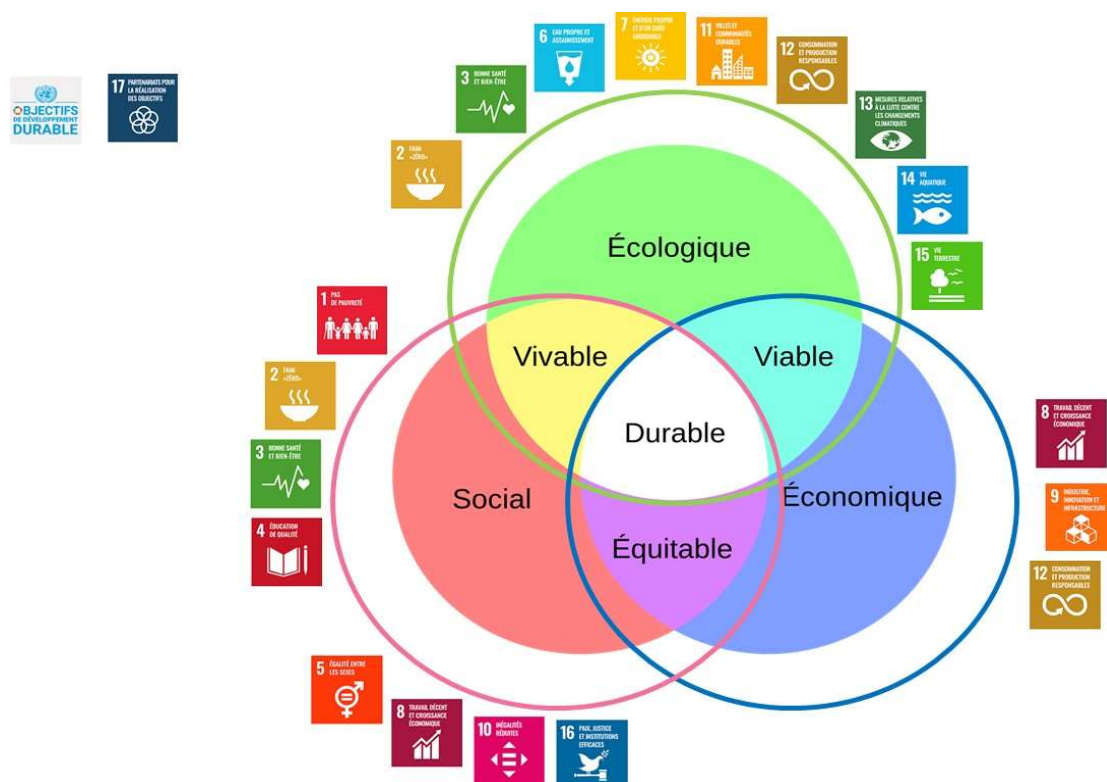 OBJECTIFS
DE DÉVELOPPEMENT
DURABLE
17 PARTENARIATS POUR
LA RÉALISATION
DES OBJECTIFS
6 EAU PROPRE ET
ASSAINISSEMENT
7 ÉNERGIE PROPRE
ET D'UN COÛT
ABORDABLE
11 VILLES ET
COMMUNAUTÉS
DURABLES
12 CONSOMMATION
ET PRODUCTION
RESPONSABLES
3 BONNE SANTÉ
ET BIEN-ÊTRE
13 MESURES RELATIVES
À LA LUTTE CONTRE
LES CHANGEMENTS
CLIMATIQUES
2 FAIM
«ZÉRO»
14 VIE
AQUATIQUE
15 VIE
TERRESTRE
Écologique
1 PAS
DE PAUVRETÉ
Vivable
Viable
2 FAIM
«ZÉRO»
Durable
8 TRAVAIL DÉCENT
ET CROISSANCE
ÉCONOMIQUE
3 BONNE SANTÉ
ET BIEN-ÊTRE
Social
Économique
9 INDUSTRIE,
INNOVATION ET
INFRASTRUCTURE
4 ÉDUCATION
DE QUALITÉ
Équitable
12 CONSOMMATION
ET PRODUCTION
RESPONSABLES
5 ÉGALITÉ ENTRE
LES SEXES
8 TRAVAIL DÉCENT
ET CROISSANCE
ÉCONOMIQUE
10 INÉGALITÉS
RÉDUITES
16 PAIX, JUSTICE
ET INSTITUTIONS
EFFICACES